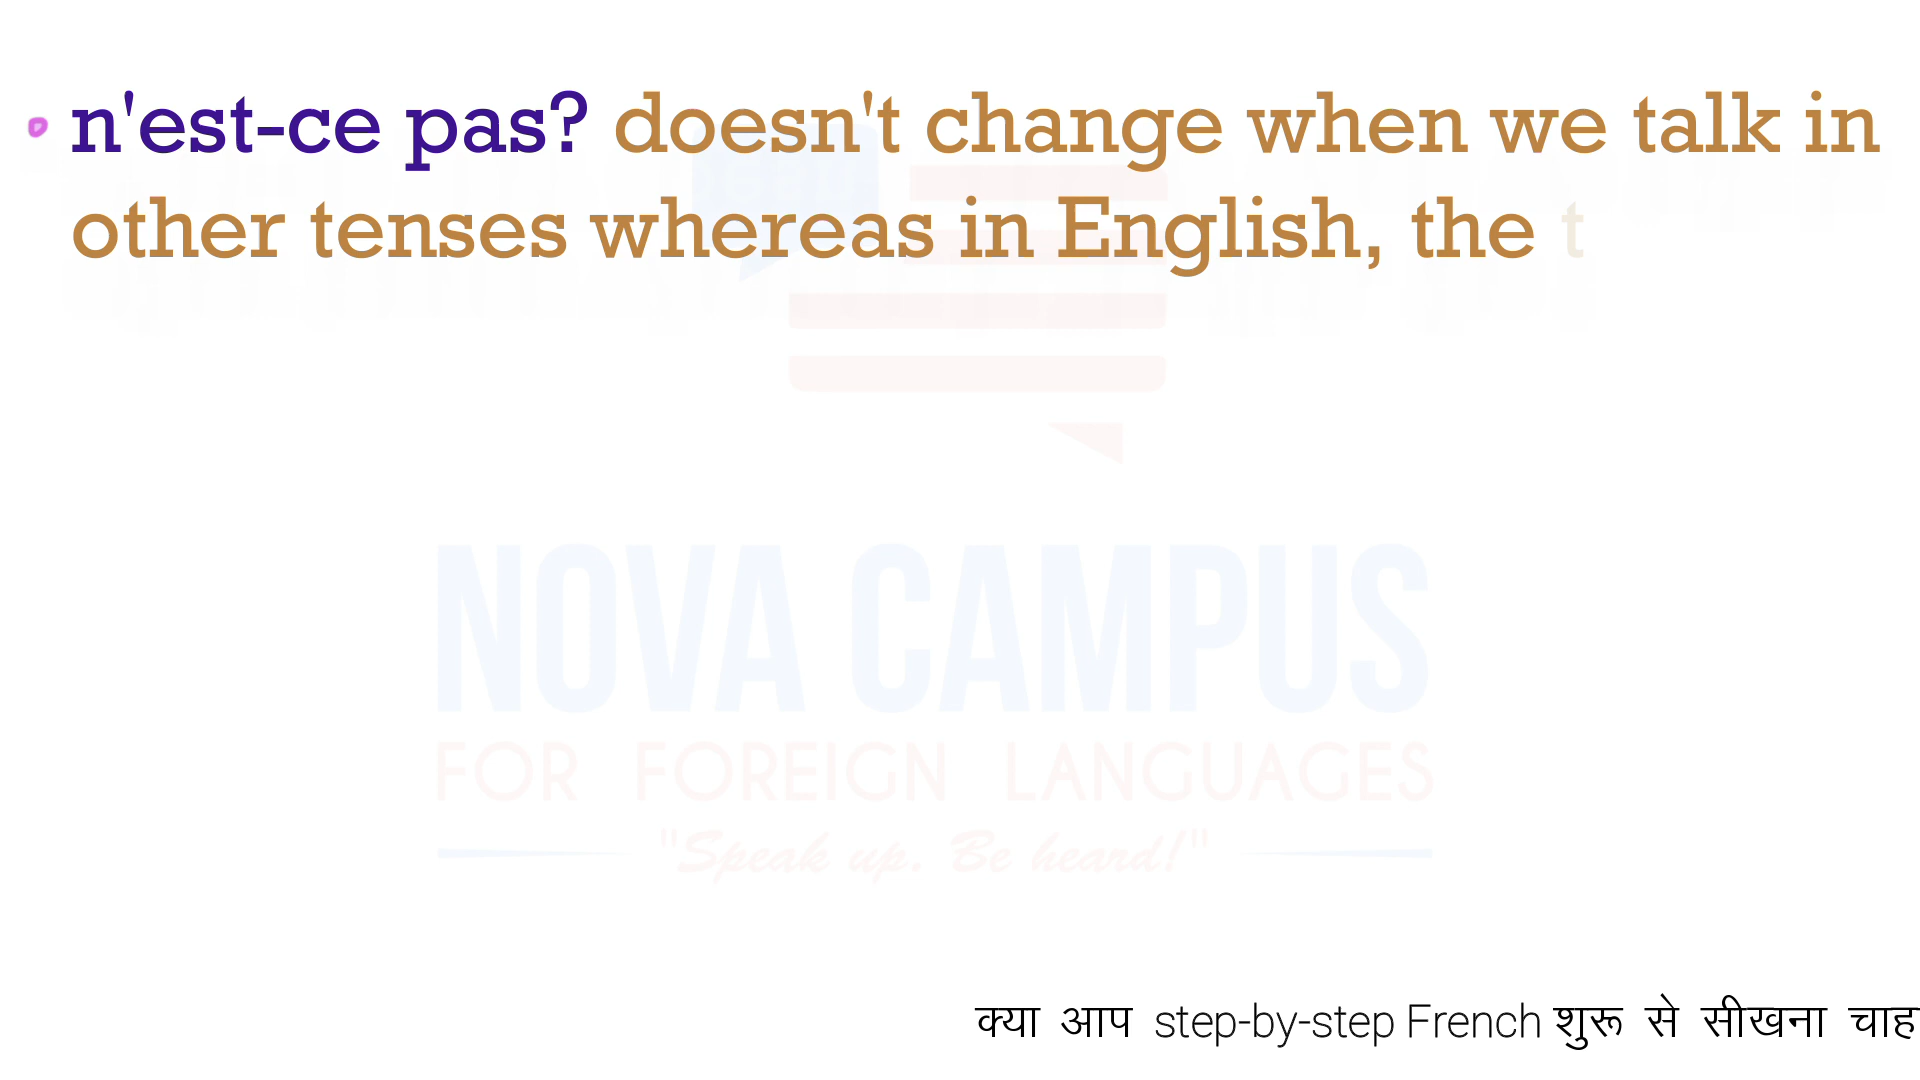 n'est-ce pas? doesn't change when we talk in
other tenses whereas in English, the t
NOVA CAMPUS
FOR FOREIGN LANGUAGES
"Speak up. Be heard!"
क्या आप step-by-step French शुरू से सीखना चाह